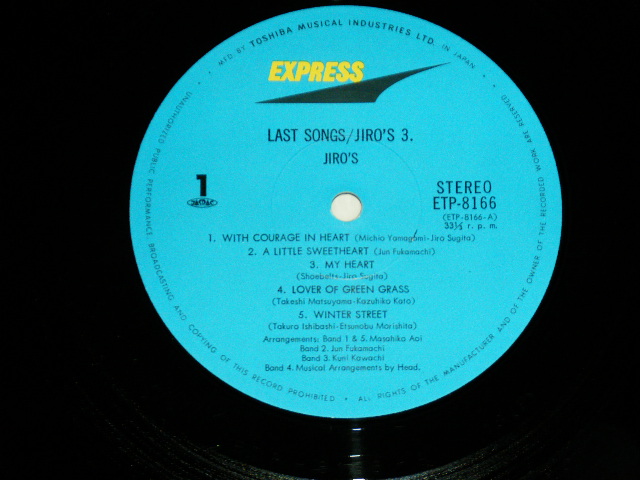 • MFD. BY TOSHIBA MUSICAL INDUSTRIES LTD. IN JAPAN •
EXPRESS
LAST SONGS/JIRO'S 3.
JIRO'S
1
STEREO
ETP-8166
(ETP-8166-A)
33⅓ r. p. m.
1. WITH COURAGE IN HEART (Michio Yamagami-Jiro Sugita)
2. A LITTLE SWEETHEART (Jun Fukamachi)
3. MY HEART
(Shoebelts-Jiro Sugita)
4. LOVER OF GREEN GRASS
(Takeshi Matsuyama-Kazuhiko Kato)
5. WINTER STREET
(Takuro Ishibashi-Etsunobu Morishita)
Arrangements: Band 1 & 5. Masahiko Aoi
Band 2. Jun Fukamachi
Band 3. Kuni Kawachi
Band 4. Musical Arrangements by Head.
UNAUTHORIZED PUBLIC PERFORMANCE BROADCASTING AND COPYING OF THIS RECORD PROHIBITED • ALL RIGHTS OF THE MANUFACTURER AND OF THE OWNER OF THE RECORDED WORK ARE RESERVED